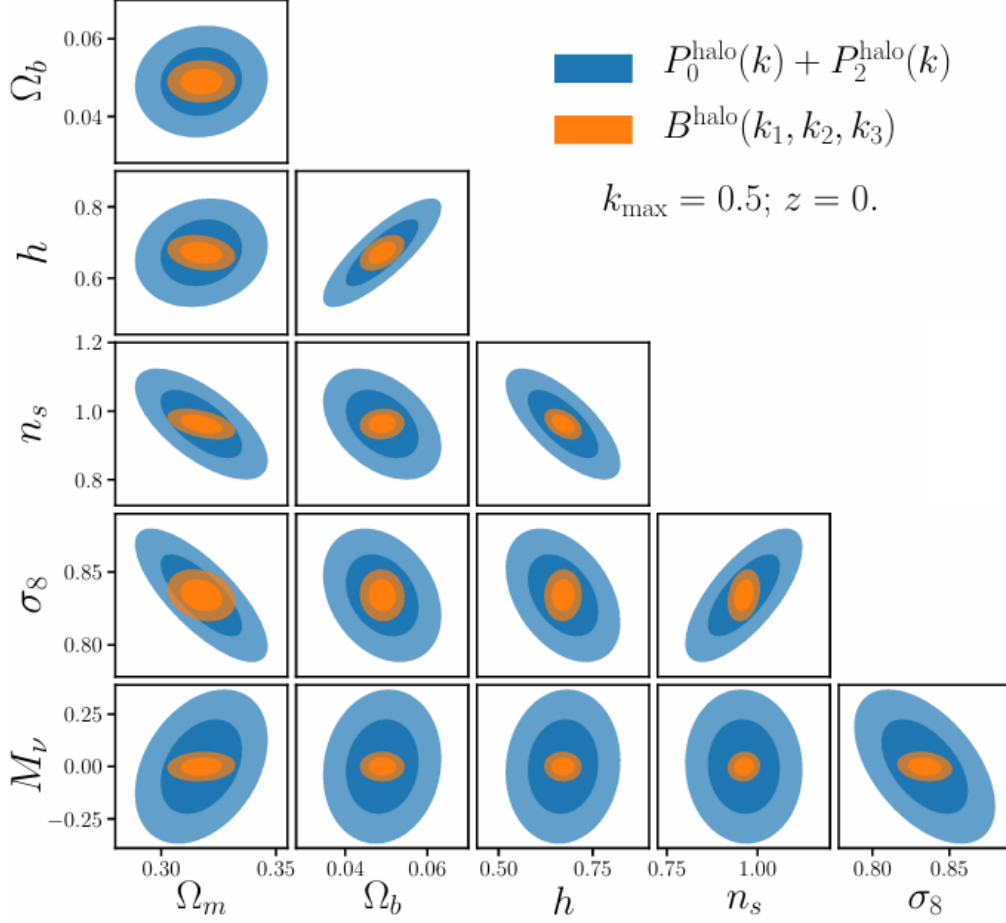 0.06
0.04
Ω_b
P_0^halo(k) + P_2^halo(k)
B^halo(k_1, k_2, k_3)
k_max = 0.5; z = 0.
0.8
0.6
h
1.2
1.0
0.8
n_s
0.85
0.80
σ_8
0.25
0.00
−0.25
M_ν
0.30 0.35 0.04 0.06 0.50 0.75 0.75 1.00 0.80 0.85
Ω_m Ω_b h n_s σ_8